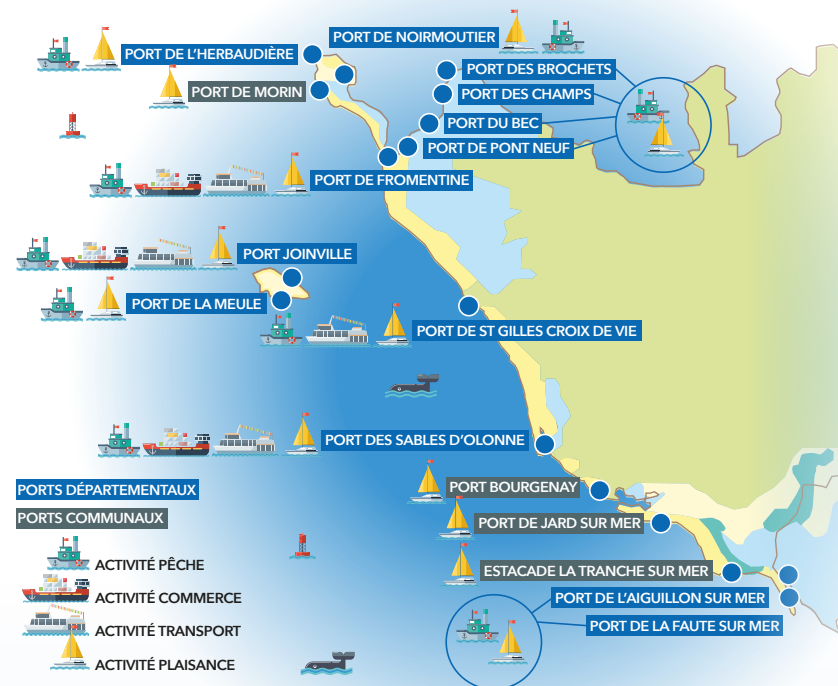 PORT DE NOIRMOUTIER
PORT DE L'HERBAUDIÈRE
PORT DES BROCHETS
PORT DE MORIN
PORT DES CHAMPS
PORT DU BEC
PORT DE PONT NEUF
PORT DE FROMENTINE
PORT JOINVILLE
PORT DE LA MEULE
PORT DE ST GILLES CROIX DE VIE
PORT DES SABLES D'OLONNE
PORT BOURGENAY
PORT DE JARD SUR MER
ESTACADE LA TRANCHE SUR MER
PORT DE L'AIGUILLON SUR MER
PORT DE LA FAUTE SUR MER
PORTS DÉPARTEMENTAUX
PORTS COMMUNAUX
ACTIVITÉ PÊCHE
ACTIVITÉ COMMERCE
ACTIVITÉ TRANSPORT
ACTIVITÉ PLAISANCE